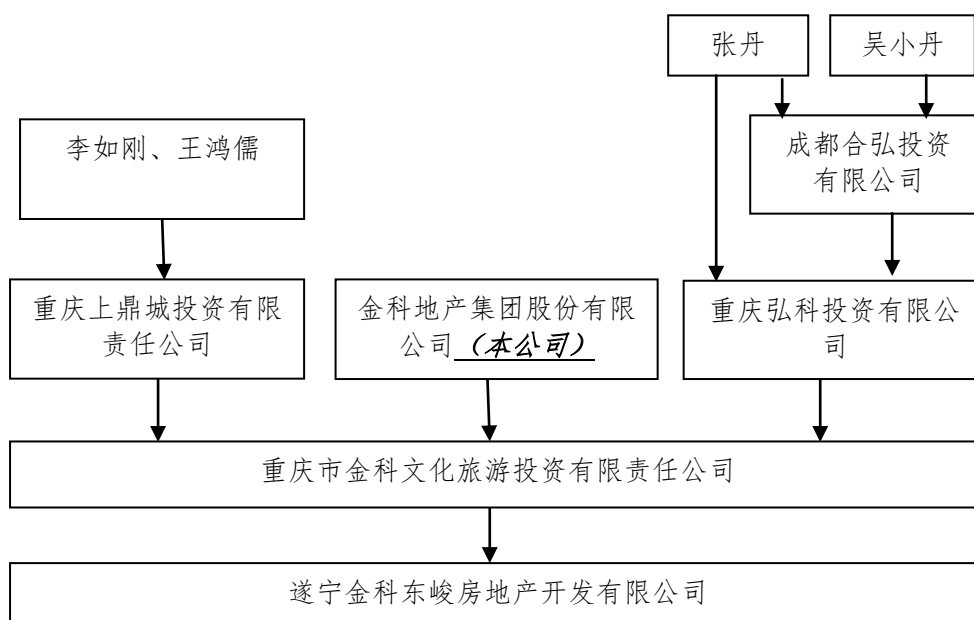 张丹
吴小丹
李如刚、王鸿儒
成都合弘投资
有限公司
重庆上鼎城投资有限
责任公司
金科地产集团股份有限
公司（本公司）
重庆弘科投资有限公
司
重庆市金科文化旅游投资有限责任公司
遂宁金科东峻房地产开发有限公司